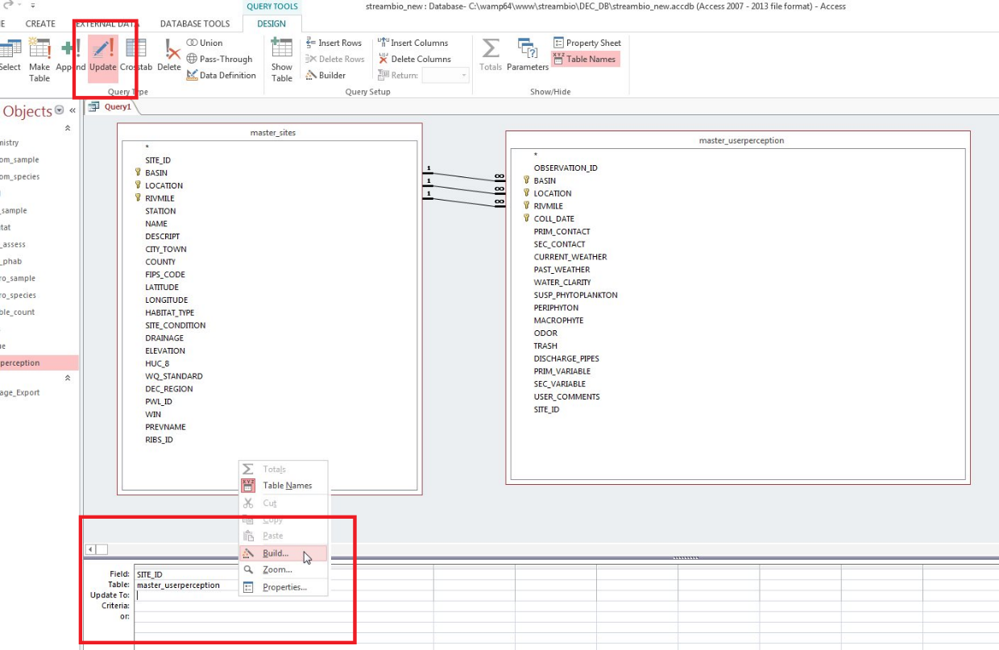 QUERY TOOLS
streambio_new : Database- C:\wamp64\www\streambio\DEC_DB\streambio_new.accdb (Access 2007 - 2013 file format) - Access
CREATE
EXTERNAL DATA
DATABASE TOOLS
DESIGN
Select
Make Table
Append
Update
Crosstab
Delete
Union
Pass-Through
Data Definition
Query Type
Show Table
Insert Rows
Delete Rows
Builder
Insert Columns
Delete Columns
Return:
Query Setup
Totals
Parameters
Property Sheet
Table Names
Show/Hide
Objects
Query1
mistry
om_sample
om_species
_sample
tat
_assess
_phab
ro_sample
ro_species
ble_count
ue
perception
age_Export
master_sites
*
SITE_ID
BASIN
LOCATION
RIVMILE
STATION
NAME
DESCRIPT
CITY_TOWN
COUNTY
FIPS_CODE
LATITUDE
LONGITUDE
HABITAT_TYPE
SITE_CONDITION
DRAINAGE
ELEVATION
HUC_8
WQ_STANDARD
DEC_REGION
PWL_ID
WIN
PREVNAME
RIBS_ID
1 ∞
1 ∞
1 ∞
master_userperception
*
OBSERVATION_ID
BASIN
LOCATION
RIVMILE
COLL_DATE
PRIM_CONTACT
SEC_CONTACT
CURRENT_WEATHER
PAST_WEATHER
WATER_CLARITY
SUSP_PHYTOPLANKTON
PERIPHYTON
MACROPHYTE
ODOR
TRASH
DISCHARGE_PIPES
PRIM_VARIABLE
SEC_VARIABLE
USER_COMMENTS
SITE_ID
Totals
Table Names
Cut
Copy
Paste
Build...
Zoom...
Properties...
Field: SITE_ID
Table: master_userperception
Update To:
Criteria:
or: